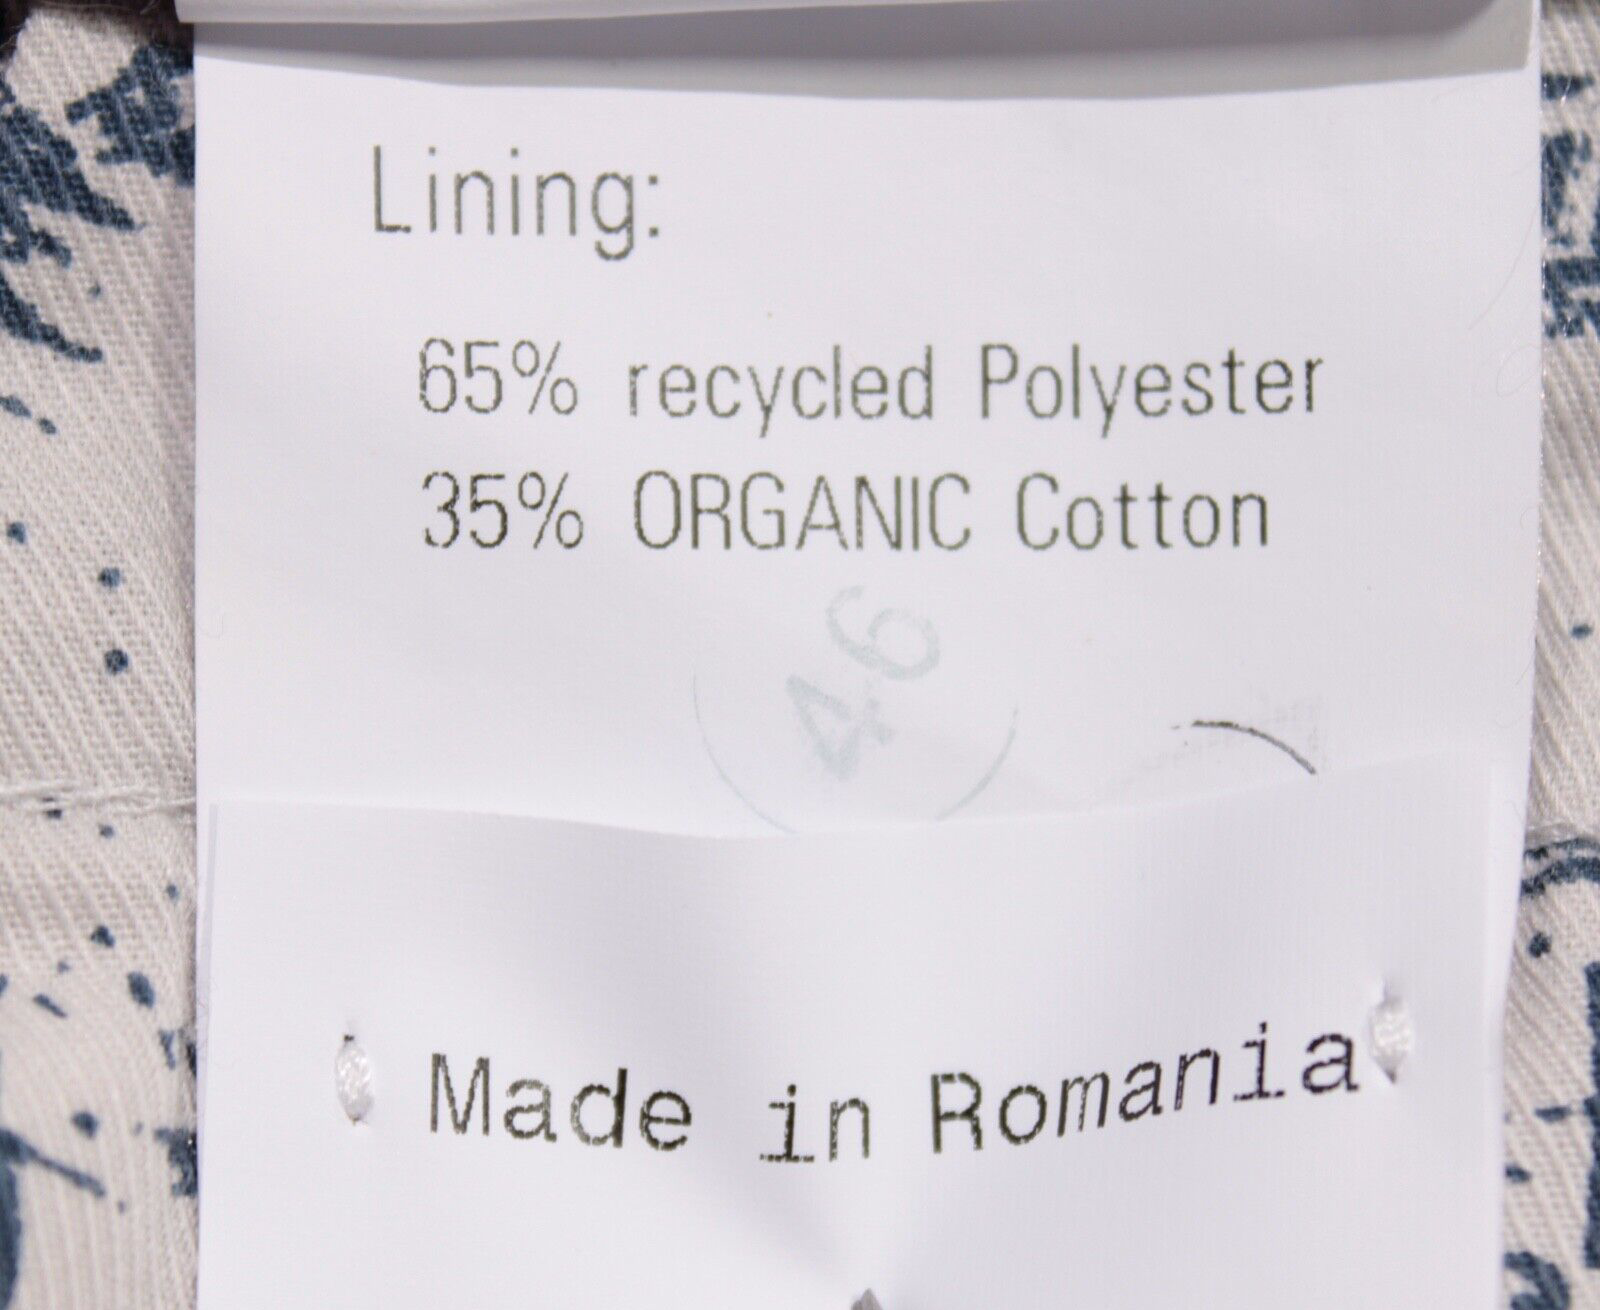 Lining:
65% recycled Polyester
35% ORGANIC Cotton
46
Made in Romania